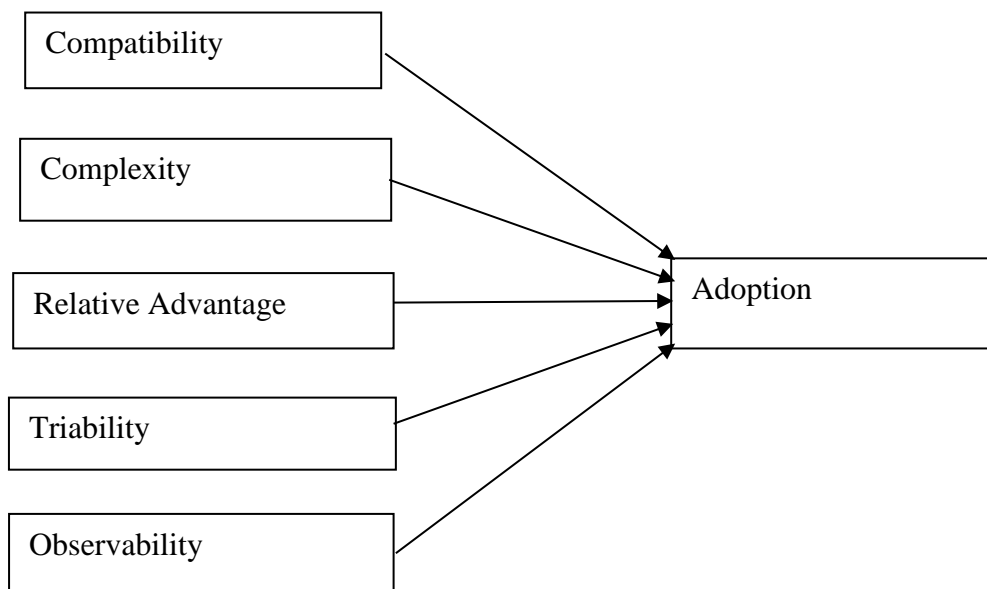 Compatibility
Complexity
Relative Advantage
Adoption
Triability
Observability